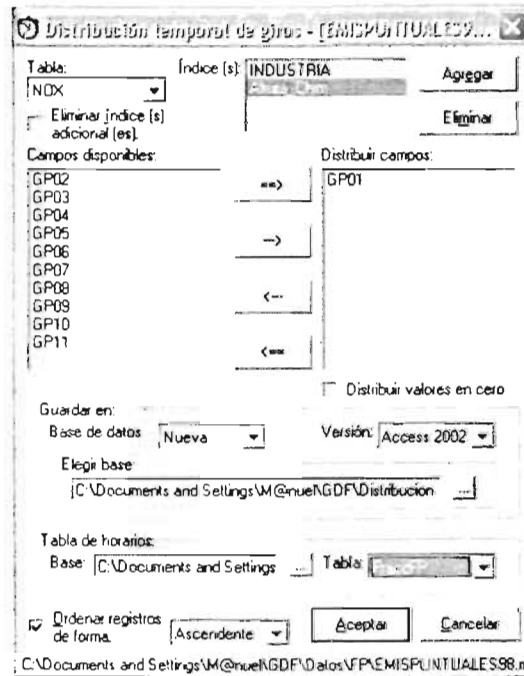 Distribución temporal de giros - [EMISPUNTUALES9...
Tabla:
NOX
Índice (s):
INDUSTRIA
Agregar
Eliminar índice (s)
adicional (es).
Eliminar
Campos disponibles:
Distribuir campos:
GP02
GP03
GP04
GP05
GP06
GP07
GP08
GP09
GP10
GP11
==>
-->
<--
<==
GP01
Distribuir valores en cero
Guardar en:
Base de datos
Nueva
Versión:
Access 2002
Elegir base:
C:\Documents and Settings\M@nuel\GDF\Distribucion
...
Tabla de horarios:
Base:
C:\Documents and Settings
...
Tabla:
Ordenar registros
de forma.
Ascendente
Aceptar
Cancelar
C:\Documents and Settings\M@nuel\GDF\Datos\FP\EMISPUNTUALES98.m